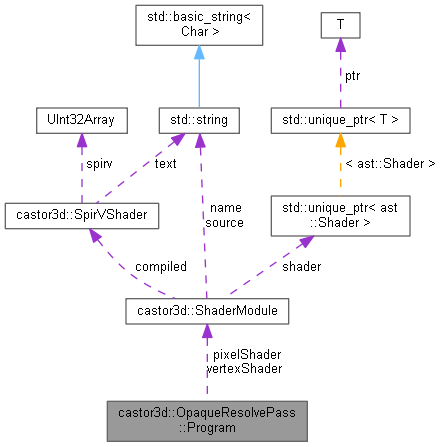 std::basic_string<
Char >
T
ptr
UInt32Array
std::string
std::unique_ptr< T >
spirv
text
< ast::Shader >
castor3d::SpirVShader
name
source
std::unique_ptr< ast
::Shader >
compiled
shader
castor3d::ShaderModule
pixelShader
vertexShader
castor3d::OpaqueResolvePass
::Program